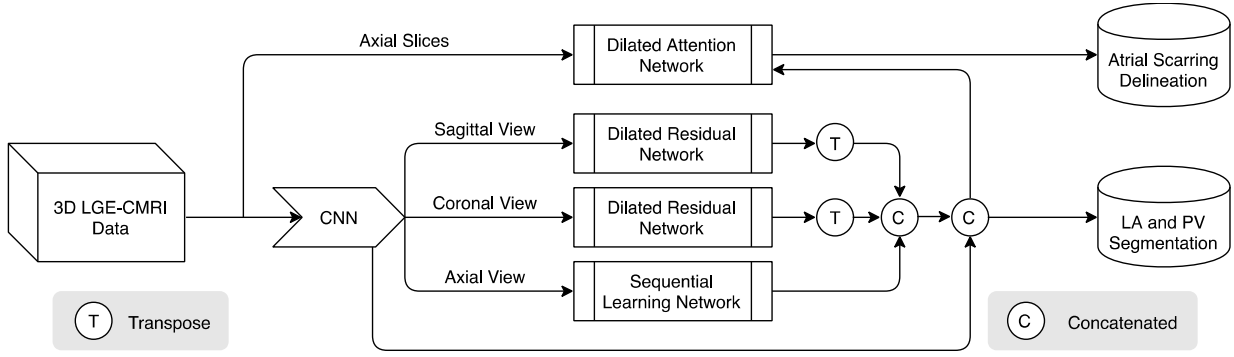 Axial Slices
Dilated Attention
Network
Atrial Scarring
Delineation
Sagittal View
Dilated Residual
Network
T
3D LGE-CMRI
Data
CNN
Coronal View
Dilated Residual
Network
T
C
C
LA and PV
Segmentation
Axial View
Sequential
Learning Network
T
Transpose
C
Concatenated